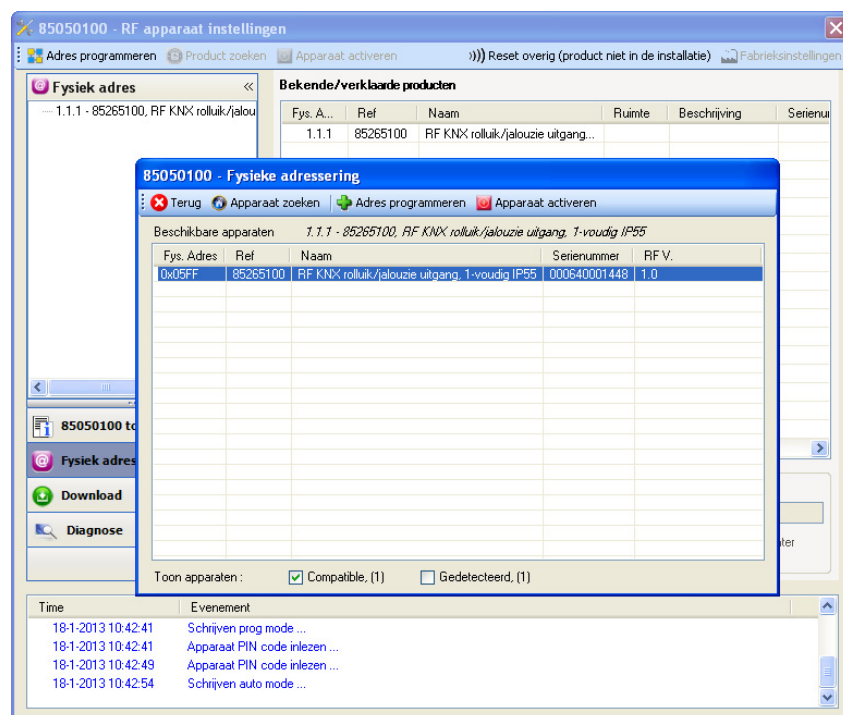 85050100 - RF apparaat instellingen
Adres programmeren Product zoeken Apparaat activeren ))) Reset overig (product niet in de installatie) Fabrieksinstellingen
Fysiek adres «
1.1.1 - 85265100, RF KNX rolluik/jalou
Bekende/verklaarde producten
Fys. A... Ref Naam Ruimte Beschrijving Serienu
1.1.1 85265100 RF KNX rolluik/jalouzie uitgang...
85050100 - Fysieke adressering
Terug Apparaat zoeken Adres programmeren Apparaat activeren
Beschikbare apparaten 1.1.1 - 85265100, RF KNX rolluik/jalouzie uitgang, 1-voudig IP55
Fys. Adres Ref Naam Serienummer RF V.
0x05FF 85265100 RF KNX rolluik/jalouzie uitgang, 1-voudig IP55 000640001448 1.0
Toon apparaten : Compatible, (1) Gedetecteerd, (1)
85050100 to
Fysiek adres
Download
Diagnose
Time Evenement
18-1-2013 10:42:41 Schrijven prog mode ...
18-1-2013 10:42:41 Apparaat PIN code inlezen ...
18-1-2013 10:42:49 Apparaat PIN code inlezen ...
18-1-2013 10:42:54 Schrijven auto mode ...